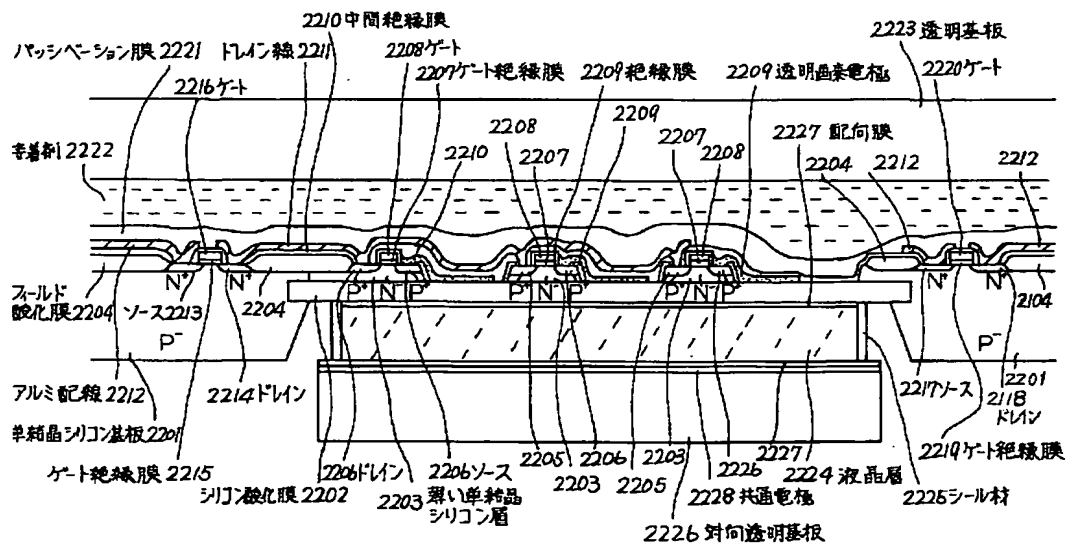 2210中間絶縁膜
パッシベーション膜2221
ドレイン線2211
2208ゲート
2223透明基板
2216ゲート
2207ゲート絶縁膜
2209絶縁膜
2209透明画素電極
2220ゲート
2208
2209
2207
2227配向膜
接着剤2222
2210
2207
2208
2204
2212
2212
N⁺
N⁺
P⁺
N⁻
P⁺
P⁺
N⁻
P⁺
P⁺
N⁻
P⁺
N⁺
N⁺
フィールド
酸化膜2204
ソース2213
2204
2104
P⁻
P⁻
アルミ配線2212
2214ドレイン
2217ソース
2201
2118
ドレイン
単結晶シリコン基板2201
ゲート絶縁膜2215
シリコン酸化膜2202
2206ドレイン
2203薄い単結晶
シリコン層
2206ソース
2205
2203
2206
2205
2203
2226
2228共通電極
2227
2224液晶層
2225シール材
2219ゲート絶縁膜
2226対向透明基板